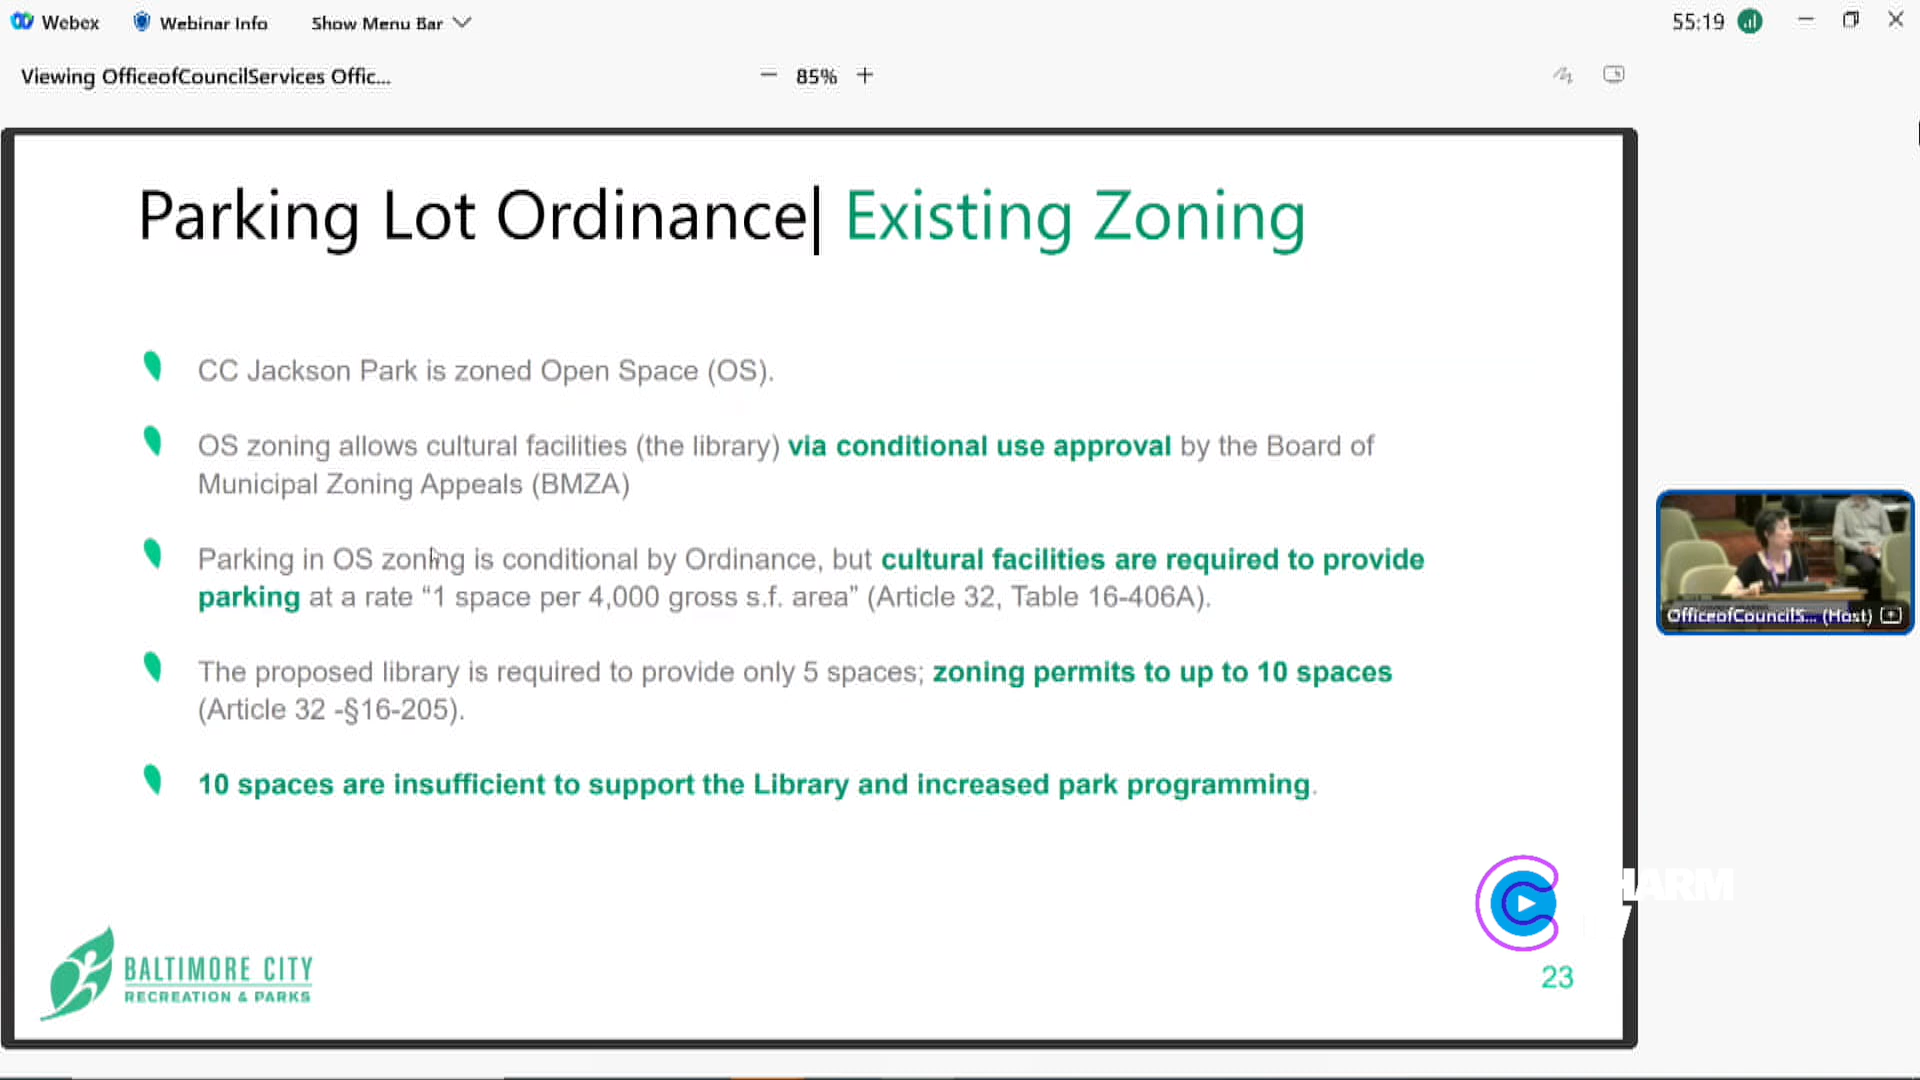 Webex Webinar Info Show Menu Bar 55:19
Viewing OfficeofCouncilServices Offic... 85%
Parking Lot Ordinance| Existing Zoning
CC Jackson Park is zoned Open Space (OS).
OS zoning allows cultural facilities (the library) via conditional use approval by the Board of
Municipal Zoning Appeals (BMZA)
Parking in OS zoning is conditional by Ordinance, but cultural facilities are required to provide
parking at a rate “1 space per 4,000 gross s.f. area” (Article 32, Table 16-406A).
OfficeofCouncilS... (Host)
The proposed library is required to provide only 5 spaces; zoning permits to up to 10 spaces
(Article 32 -§16-205).
10 spaces are insufficient to support the Library and increased park programming.
BALTIMORE CITY
RECREATION & PARKS
23